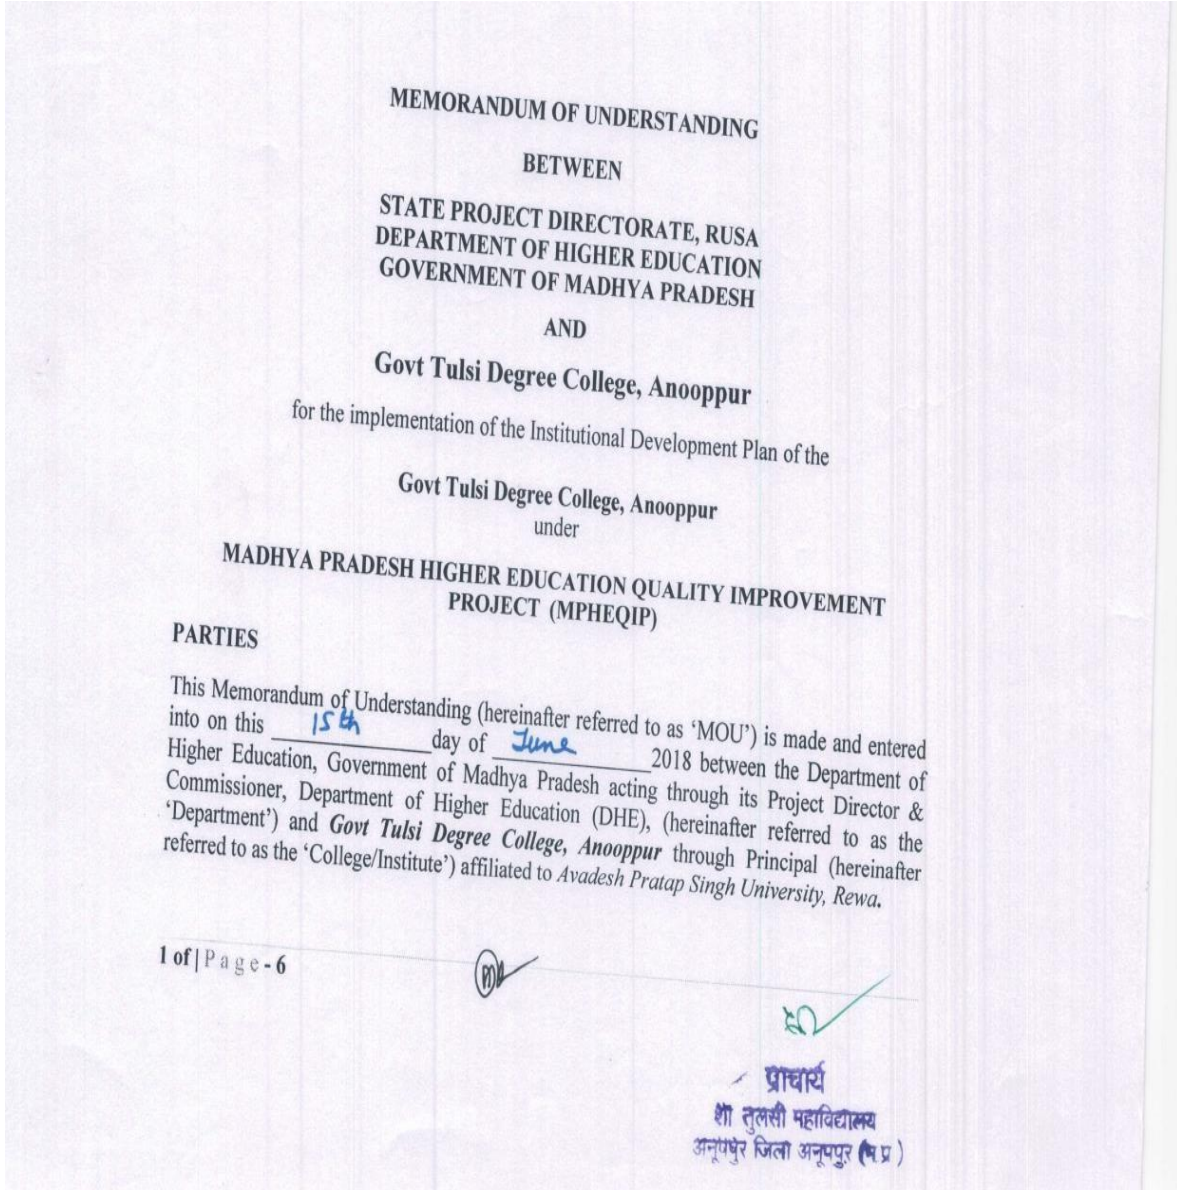 MEMORANDUM OF UNDERSTANDING
BETWEEN
STATE PROJECT DIRECTORATE, RUSA
DEPARTMENT OF HIGHER EDUCATION
GOVERNMENT OF MADHYA PRADESH
AND
Govt Tulsi Degree College, Anooppur
for the implementation of the Institutional Development Plan of the
Govt Tulsi Degree College, Anooppur
under
MADHYA PRADESH HIGHER EDUCATION QUALITY IMPROVEMENT
PROJECT (MPHEQIP)
PARTIES
This Memorandum of Understanding (hereinafter referred to as ‘MOU’) is made and entered
into on this 15th day of June 2018 between the Department of
Higher Education, Government of Madhya Pradesh acting through its Project Director &
Commissioner, Department of Higher Education (DHE), (hereinafter referred to as the
‘Department’) and Govt Tulsi Degree College, Anooppur through Principal (hereinafter
referred to as the ‘College/Institute’) affiliated to Avadesh Pratap Singh University, Rewa.
1 of | Page - 6
प्राचार्य
शा तुलसी महाविद्यालय
अनूपपुर जिला अनूपपुर (म प्र)